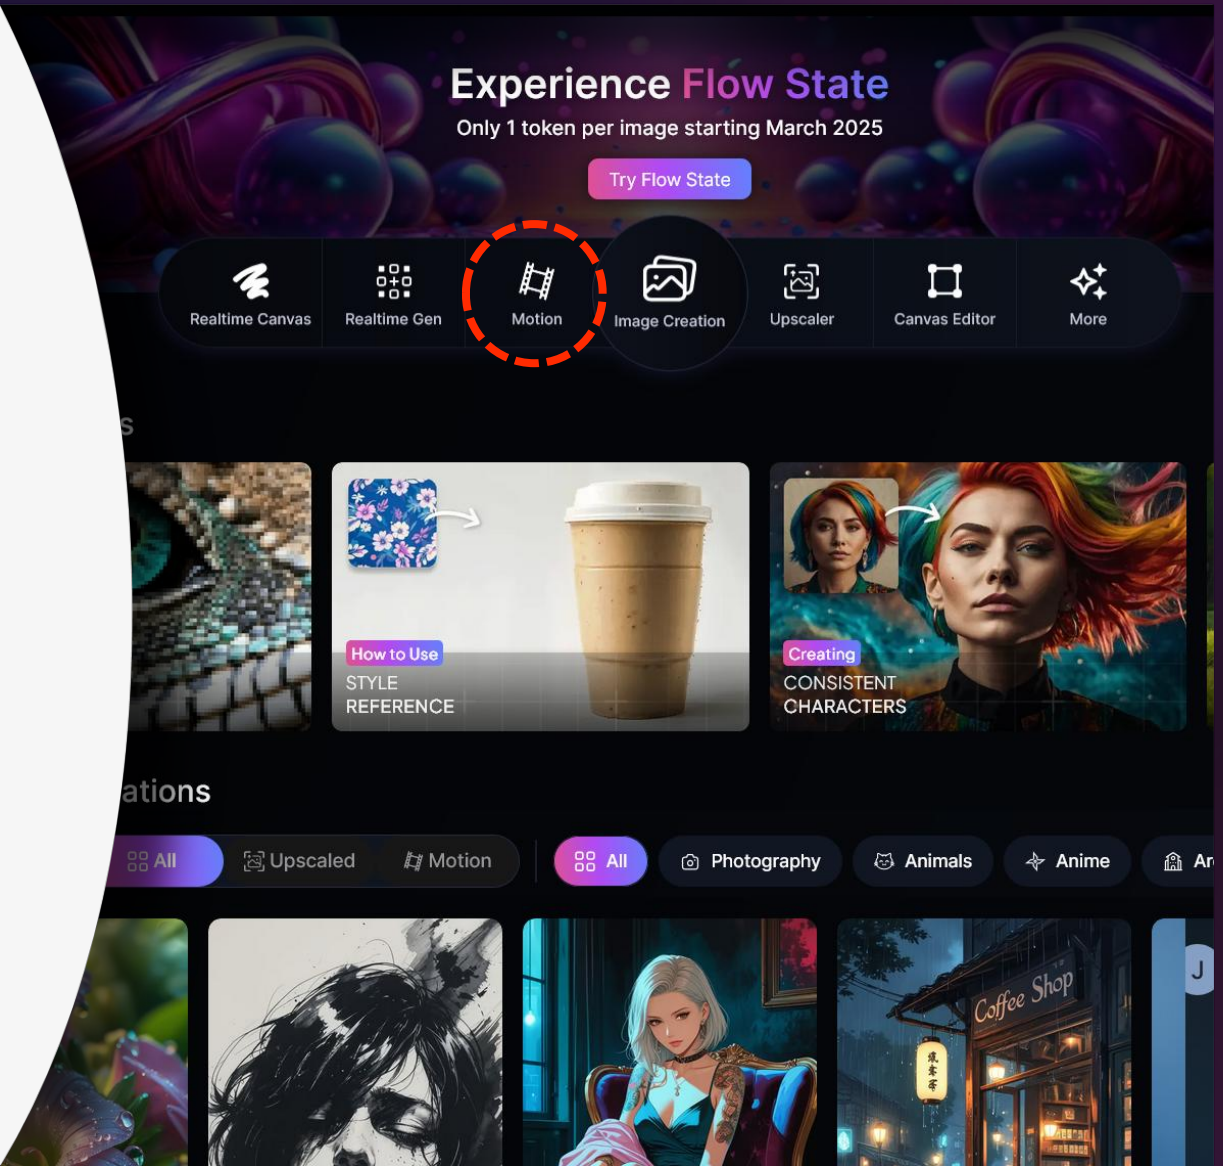 Experience Flow State
Only 1 token per image starting March 2025
Try Flow State
Realtime Canvas
Realtime Gen
Motion
Image Creation
Upscaler
Canvas Editor
More
s
How to Use
STYLE
REFERENCE
Creating
CONSISTENT
CHARACTERS
ations
All
Upscaled
Motion
All
Photography
Animals
Anime
Coffee Shop
J